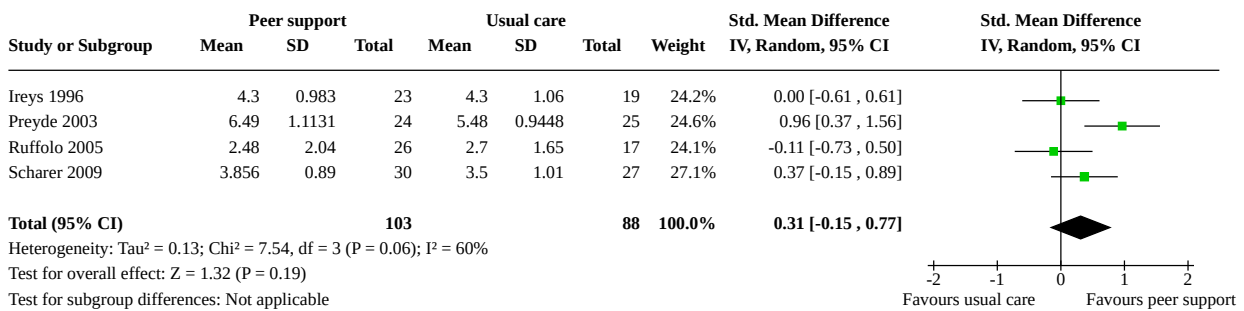 Peer support Usual care Std. Mean Difference Std. Mean Difference
Study or Subgroup Mean SD Total Mean SD Total Weight IV, Random, 95% CI IV, Random, 95% CI
Ireys 1996 4.3 0.983 23 4.3 1.06 19 24.2% 0.00 [-0.61 , 0.61]
Preyde 2003 6.49 1.1131 24 5.48 0.9448 25 24.6% 0.96 [0.37 , 1.56]
Ruffolo 2005 2.48 2.04 26 2.7 1.65 17 24.1% -0.11 [-0.73 , 0.50]
Scharer 2009 3.856 0.89 30 3.5 1.01 27 27.1% 0.37 [-0.15 , 0.89]
Total (95% CI) 103 88 100.0% 0.31 [-0.15 , 0.77]
Heterogeneity: Tau² = 0.13; Chi² = 7.54, df = 3 (P = 0.06); I² = 60%
Test for overall effect: Z = 1.32 (P = 0.19) -2 -1 0 1 2
Test for subgroup differences: Not applicable Favours usual care Favours peer support